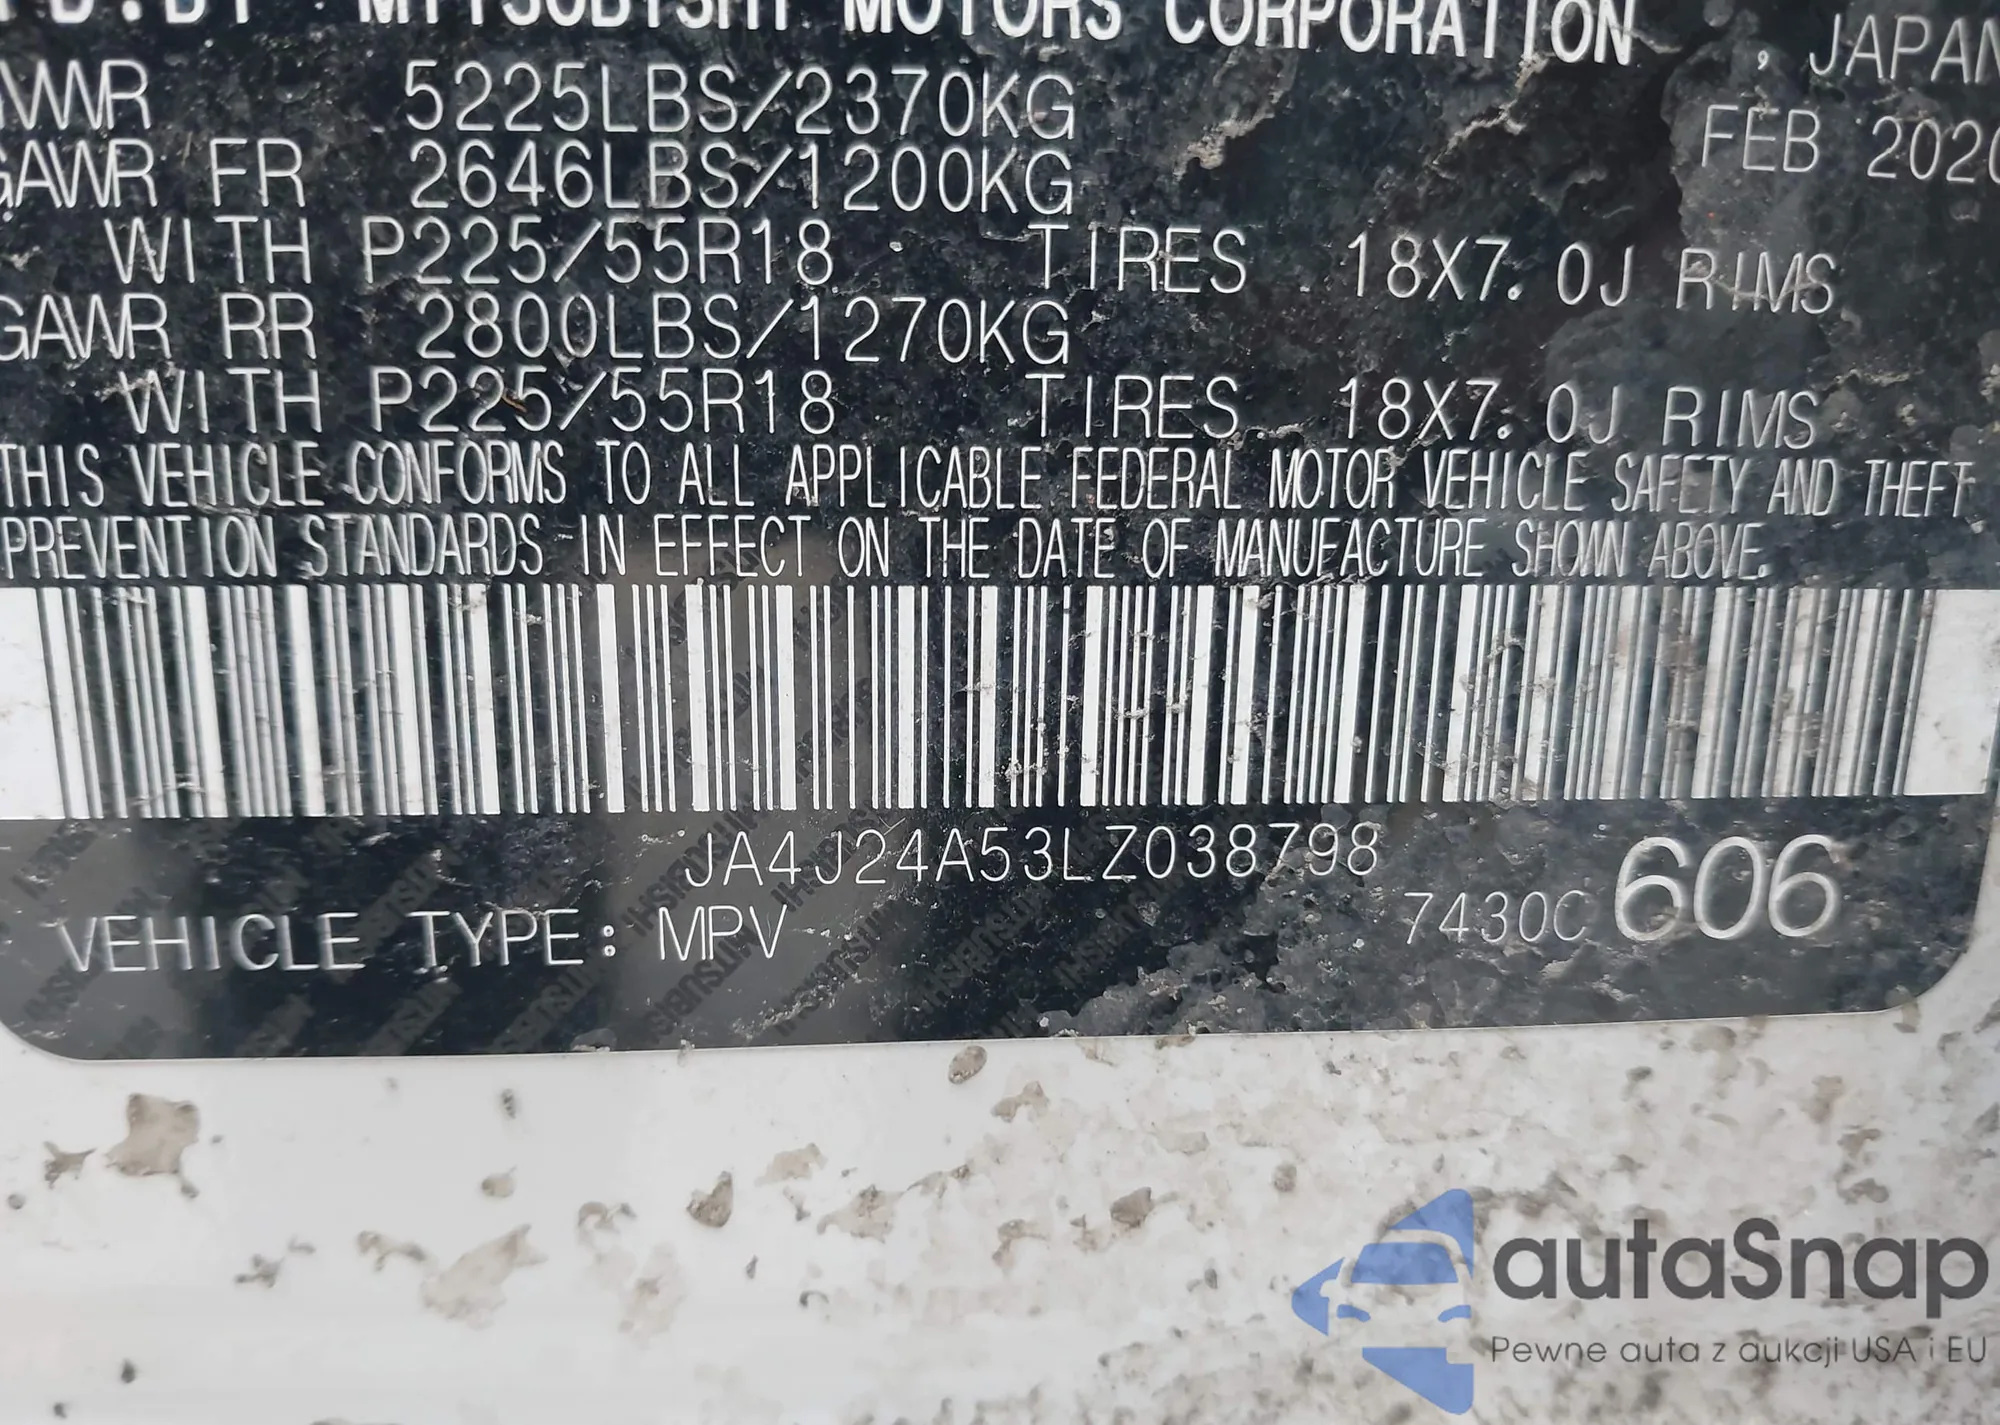 MITSUBISHI MOTORS CORPORATION , JAPAN
GVWR 5225LBS/2370KG FEB 2020
GAWR FR 2646LBS/1200KG
WITH P225/55R18 TIRES 18X7.0J RIMS
GAWR RR 2800LBS/1270KG
WITH P225/55R18 TIRES 18X7.0J RIMS
THIS VEHICLE CONFORMS TO ALL APPLICABLE FEDERAL MOTOR VEHICLE SAFETY AND THEFT
PREVENTION STANDARDS IN EFFECT ON THE DATE OF MANUFACTURE SHOWN ABOVE.
JA4J24A53LZ038798
VEHICLE TYPE: MPV 7430C 606
autaSnap
Pewne auta z aukcji USA i EU